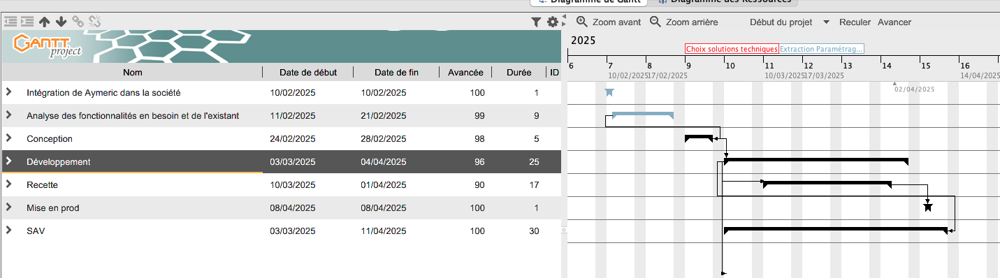 Diagramme de Gantt Diagramme des Ressources
Zoom avant Zoom arrière Début du projet Reculer Avancer
GANTT
project
2025
Choix solutions techniques Extraction Paramétrag...
6 7 8 9 10 11 12 13 14 15 16
Nom Date de début Date de fin Avancée Durée ID
10/02/2025 17/02/2025 10/03/2025 17/03/2025 14/04/2025
02/04/2025
Intégration de Aymeric dans la société 10/02/2025 10/02/2025 100 1
Analyse des fonctionnalités en besoin et de l'existant 11/02/2025 21/02/2025 99 9
Conception 24/02/2025 28/02/2025 98 5
Développement 03/03/2025 04/04/2025 96 25
Recette 10/03/2025 01/04/2025 90 17
Mise en prod 08/04/2025 08/04/2025 100 1
SAV 03/03/2025 11/04/2025 100 30